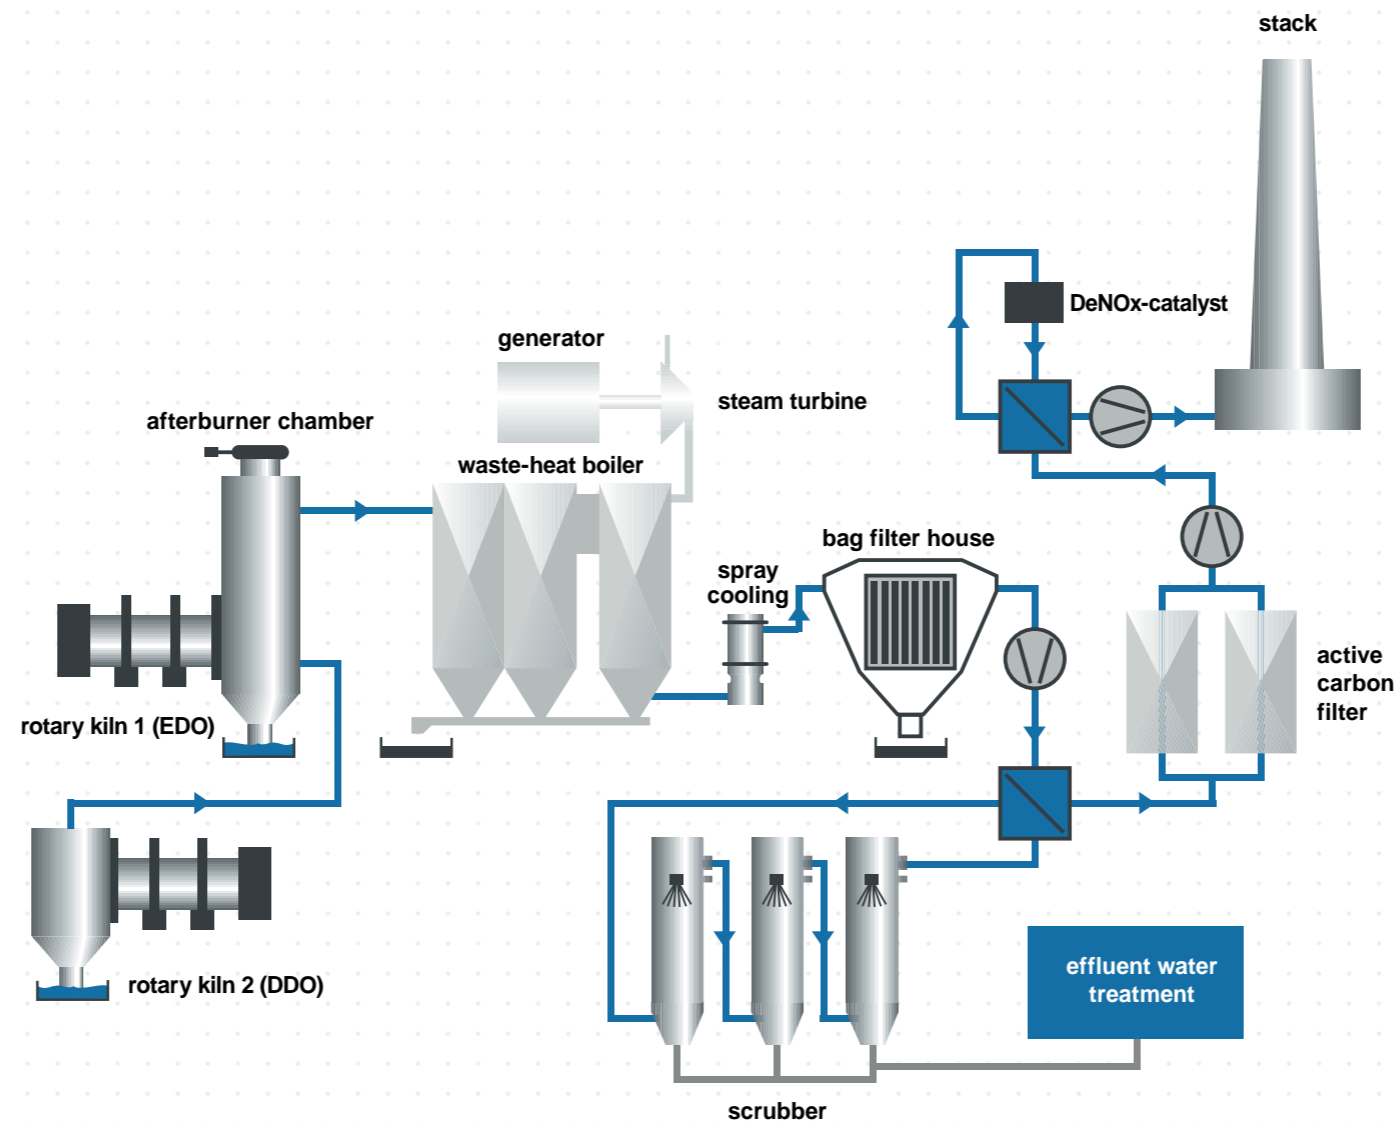 stack
DeNOx-catalyst
generator
steam turbine
afterburner chamber
waste-heat boiler
bag filter house
spray
cooling
active
carbon
filter
rotary kiln 1 (EDO)
rotary kiln 2 (DDO)
effluent water
treatment
scrubber